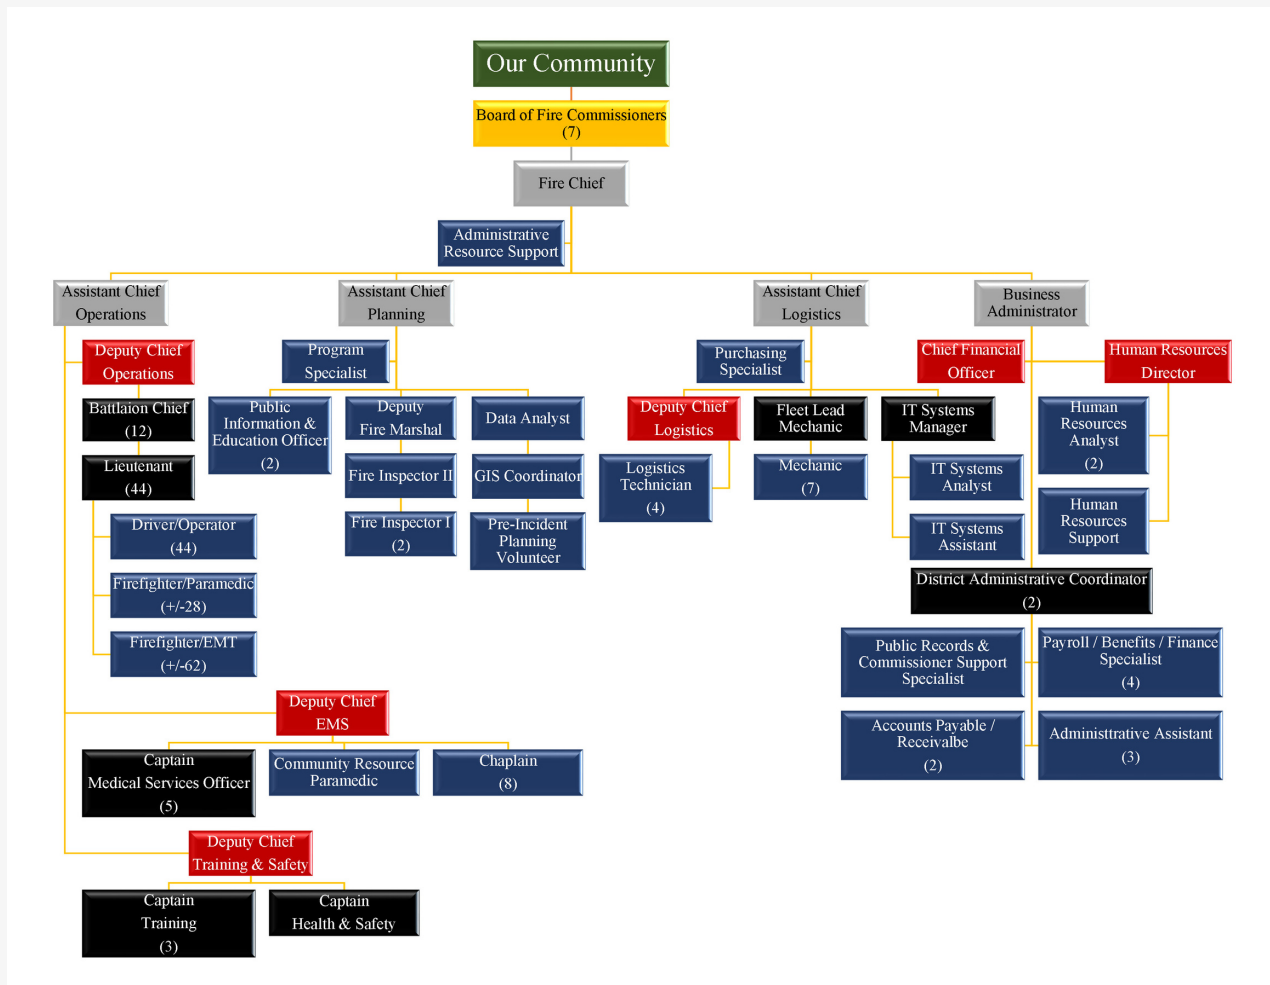 Our Community
Board of Fire Commissioners
(7)
Fire Chief
Administrative
Resource Support
Assistant Chief
Operations
Assistant Chief
Planning
Assistant Chief
Logistics
Business
Administrator
Deputy Chief
Operations
Battlaion Chief
(12)
Lieutenant
(44)
Driver/Operator
(44)
Firefighter/Paramedic
(+/-28)
Firefighter/EMT
(+/-62)
Deputy Chief
EMS
Captain
Medical Services Officer
(5)
Community Resource
Paramedic
Chaplain
(8)
Deputy Chief
Training & Safety
Captain
Training
(3)
Captain
Health & Safety
Program
Specialist
Public
Information &
Education Officer
(2)
Deputy
Fire Marshal
Fire Inspector II
Fire Inspector I
(2)
Data Analyst
GIS Coordinator
Pre-Incident
Planning
Volunteer
Purchasing
Specialist
Deputy Chief
Logistics
Logistics
Technician
(4)
Fleet Lead
Mechanic
Mechanic
(7)
IT Systems
Manager
IT Systems
Analyst
IT Systems
Assistant
Chief Financial
Officer
Human Resources
Director
Human
Resources
Analyst
(2)
Human
Resources
Support
District Administrative Coordinator
(2)
Public Records &
Commissioner Support
Specialist
Payroll / Benefits / Finance
Specialist
(4)
Accounts Payable /
Receivalbe
(2)
Administrative Assistant
(3)